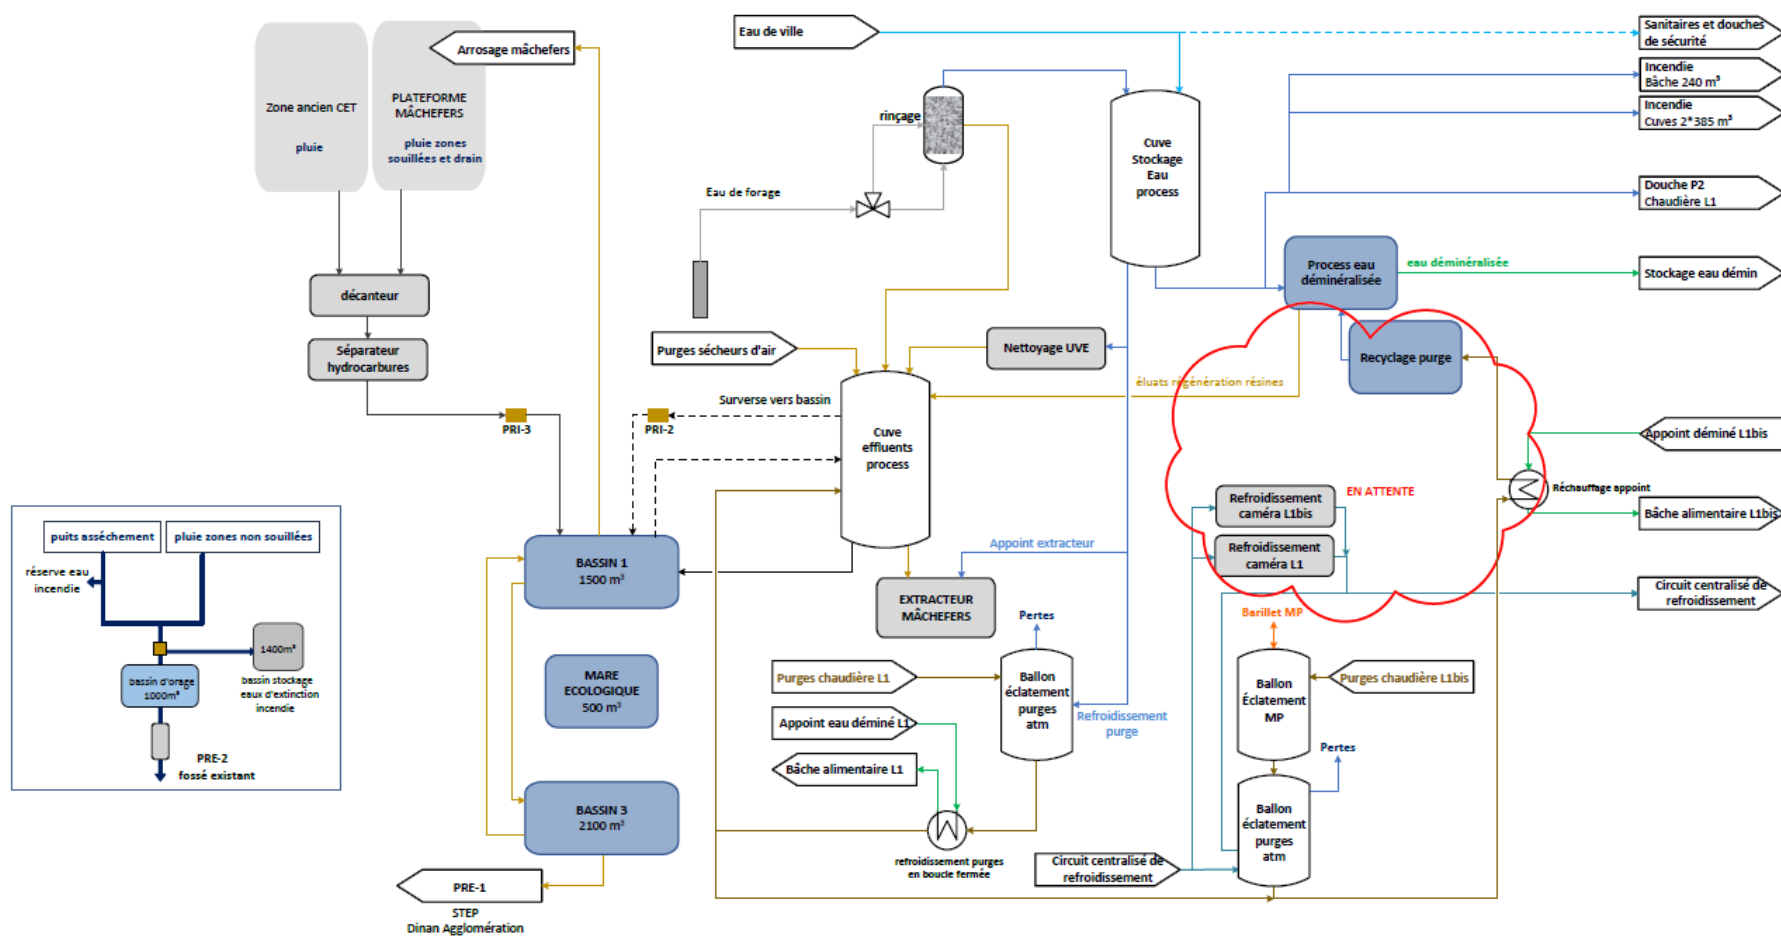 Zone ancien CET
pluie
PLATEFORME
MÂCHEFERS
pluie zones
souillées et drain
Arrosage mâchefers
décanteur
Séparateur
hydrocarbures
PRI-3
PRI-2
Surverse vers bassin
Eau de ville
rinçage
Eau de forage
Purges sécheurs d'air
Nettoyage UVE
Cuve
Stockage
Eau
process
Sanitaires et douches
de sécurité
Incendie
Bâche 240 m³
Incendie
Cuves 2*385 m³
Douche P2
Chaudière L1
Process eau
déminéralisée
eau déminéralisée
Stockage eau démin
Recyclage purge
éluats régénération résines
Cuve
effluents
process
Appoint déminé L1bis
Réchauffage appoint
Bâche alimentaire L1bis
Refroidissement
caméra L1bis
EN ATTENTE
Refroidissement
caméra L1
Circuit centralisé de
refroidissement
Appoint extracteur
EXTRACTEUR
MÂCHEFERS
BASSIN 1
1500 m³
MARE
ECOLOGIQUE
500 m³
BASSIN 3
2100 m³
PRE-1
STEP
Dinan Agglomération
puits assèchement
pluie zones non souillées
réserve eau
incendie
1400m³
bassin stockage
eaux d'extinction
incendie
bassin d'orage
1000m³
PRE-2
fossé existant
Pertes
Purges chaudière L1
Ballon
éclatement
purges
atm
Appoint eau déminé L1
Refroidissement
purge
Bâche alimentaire L1
refroidissement purges
en boucle fermée
Barillet MP
Ballon
Éclatement
MP
Purges chaudière L1bis
Pertes
Ballon
éclatement
purges
atm
Circuit centralisé de
refroidissement